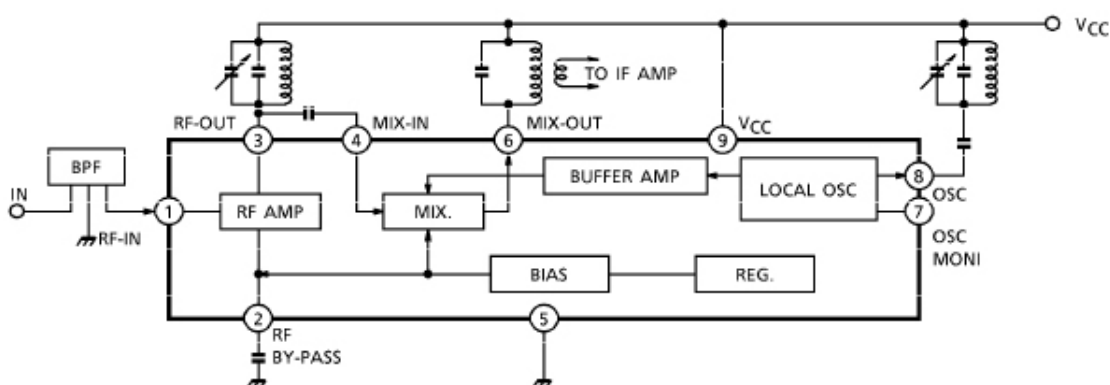 VCC
TO IF AMP
RF-OUT 3 4 MIX-IN 6 MIX-OUT 9 VCC
BPF
IN
1
RF-IN
RF AMP
MIX.
BUFFER AMP
LOCAL OSC
8
OSC
7
OSC
MONI
BIAS
REG.
2
RF
BY-PASS
5